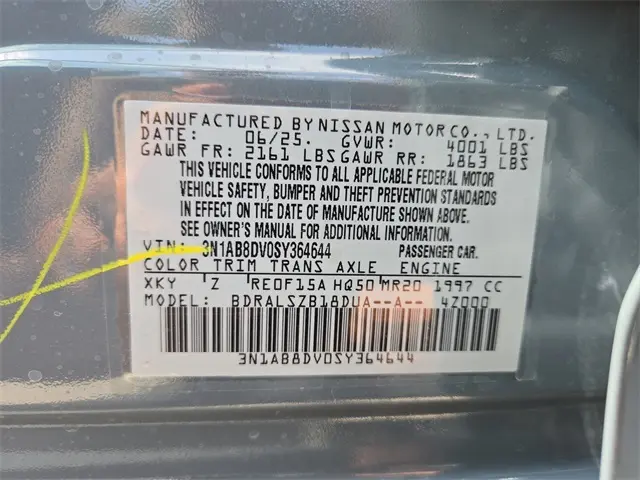 MANUFACTURED BY NISSAN MOTOR CO., LTD.
DATE: 06/25. GVWR: 4001 LBS
GAWR FR: 2161 LBS GAWR RR: 1863 LBS
THIS VEHICLE CONFORMS TO ALL APPLICABLE FEDERAL MOTOR
VEHICLE SAFETY, BUMPER AND THEFT PREVENTION STANDARDS
IN EFFECT ON THE DATE OF MANUFACTURE SHOWN ABOVE.
SEE OWNER'S MANUAL FOR ADDITIONAL INFORMATION.
VIN: 3N1AB8DV0SY364644 PASSENGER CAR.
COLOR TRIM TRANS AXLE ENGINE
XKY Z RE0F15A HQ50 MR20 1997 CC
MODEL: BDRALSZB18DUA--A-- 4Z000
3N1AB8DV0SY364644